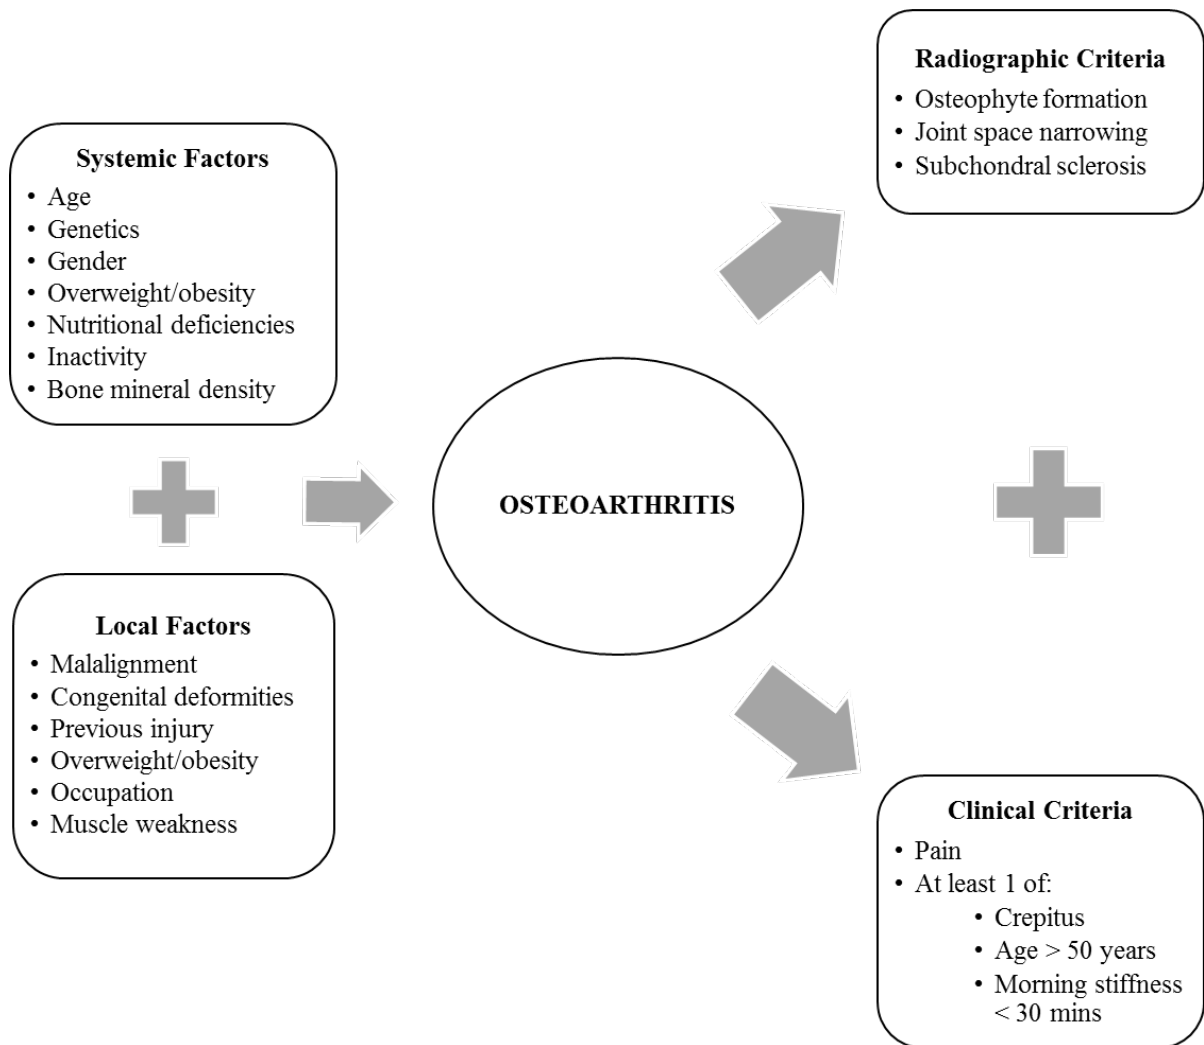 Systemic Factors
• Age
• Genetics
• Gender
• Overweight/obesity
• Nutritional deficiencies
• Inactivity
• Bone mineral density
Local Factors
• Malalignment
• Congenital deformities
• Previous injury
• Overweight/obesity
• Occupation
• Muscle weakness
OSTEOARTHRITIS
Radiographic Criteria
• Osteophyte formation
• Joint space narrowing
• Subchondral sclerosis
Clinical Criteria
• Pain
• At least 1 of:
• Crepitus
• Age > 50 years
• Morning stiffness
< 30 mins